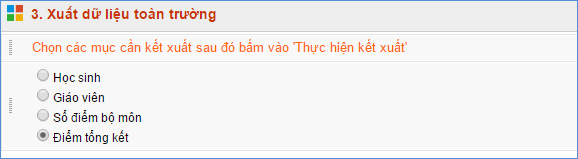 3. Xuất dữ liệu toàn trường
Chọn các mục cần kết xuất sau đó bấm vào 'Thực hiện kết xuất'
Học sinh
Giáo viên
Sổ điểm bộ môn
Điểm tổng kết